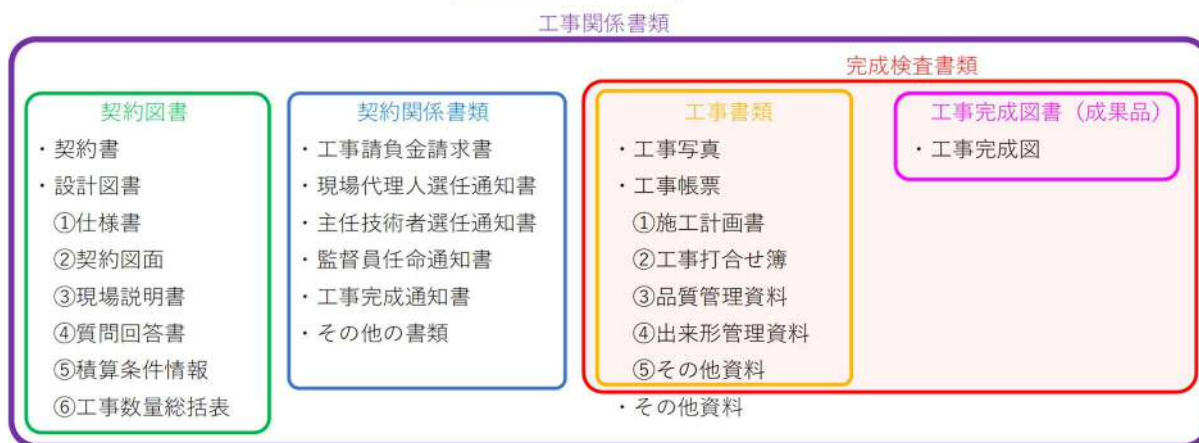 工事関係書類
完成検査書類
契約図書
・契約書
・設計図書
①仕様書
②契約図面
③現場説明書
④質問回答書
⑤積算条件情報
⑥工事数量総括表
契約関係書類
・工事請負金請求書
・現場代理人選任通知書
・主任技術者選任通知書
・監督員任命通知書
・工事完成通知書
・その他の書類
工事書類
・工事写真
・工事帳票
①施工計画書
②工事打合せ簿
③品質管理資料
④出来形管理資料
⑤その他資料
・その他資料
工事完成図書（成果品）
・工事完成図